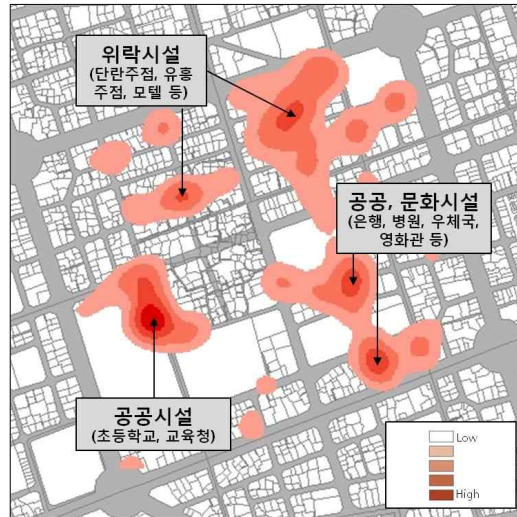 위락시설
(단란주점, 유흥
주점, 모텔 등)
공공, 문화시설
(은행, 병원, 우체국,
영화관 등)
공공시설
(초등학교, 교육청)
Low
High